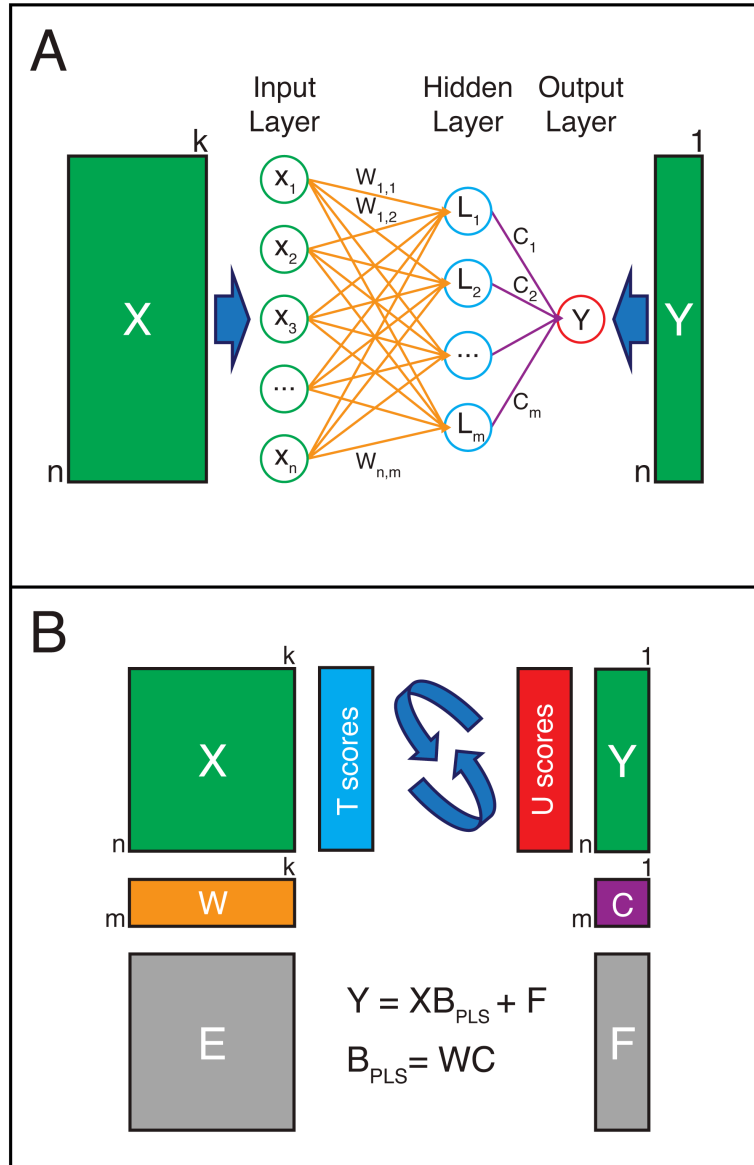 A
Input
Layer
Hidden
Layer
Output
Layer
k
1
X
n
x1
x2
x3
...
xn
W1,1
W1,2
Wn,m
L1
L2
...
Lm
C1
C2
Cm
Y
Y
n
B
k
1
X
n
T scores
U scores
Y
n
k
W
m
1
C
m
E
Y = XBPLS + F
BPLS = WC
F